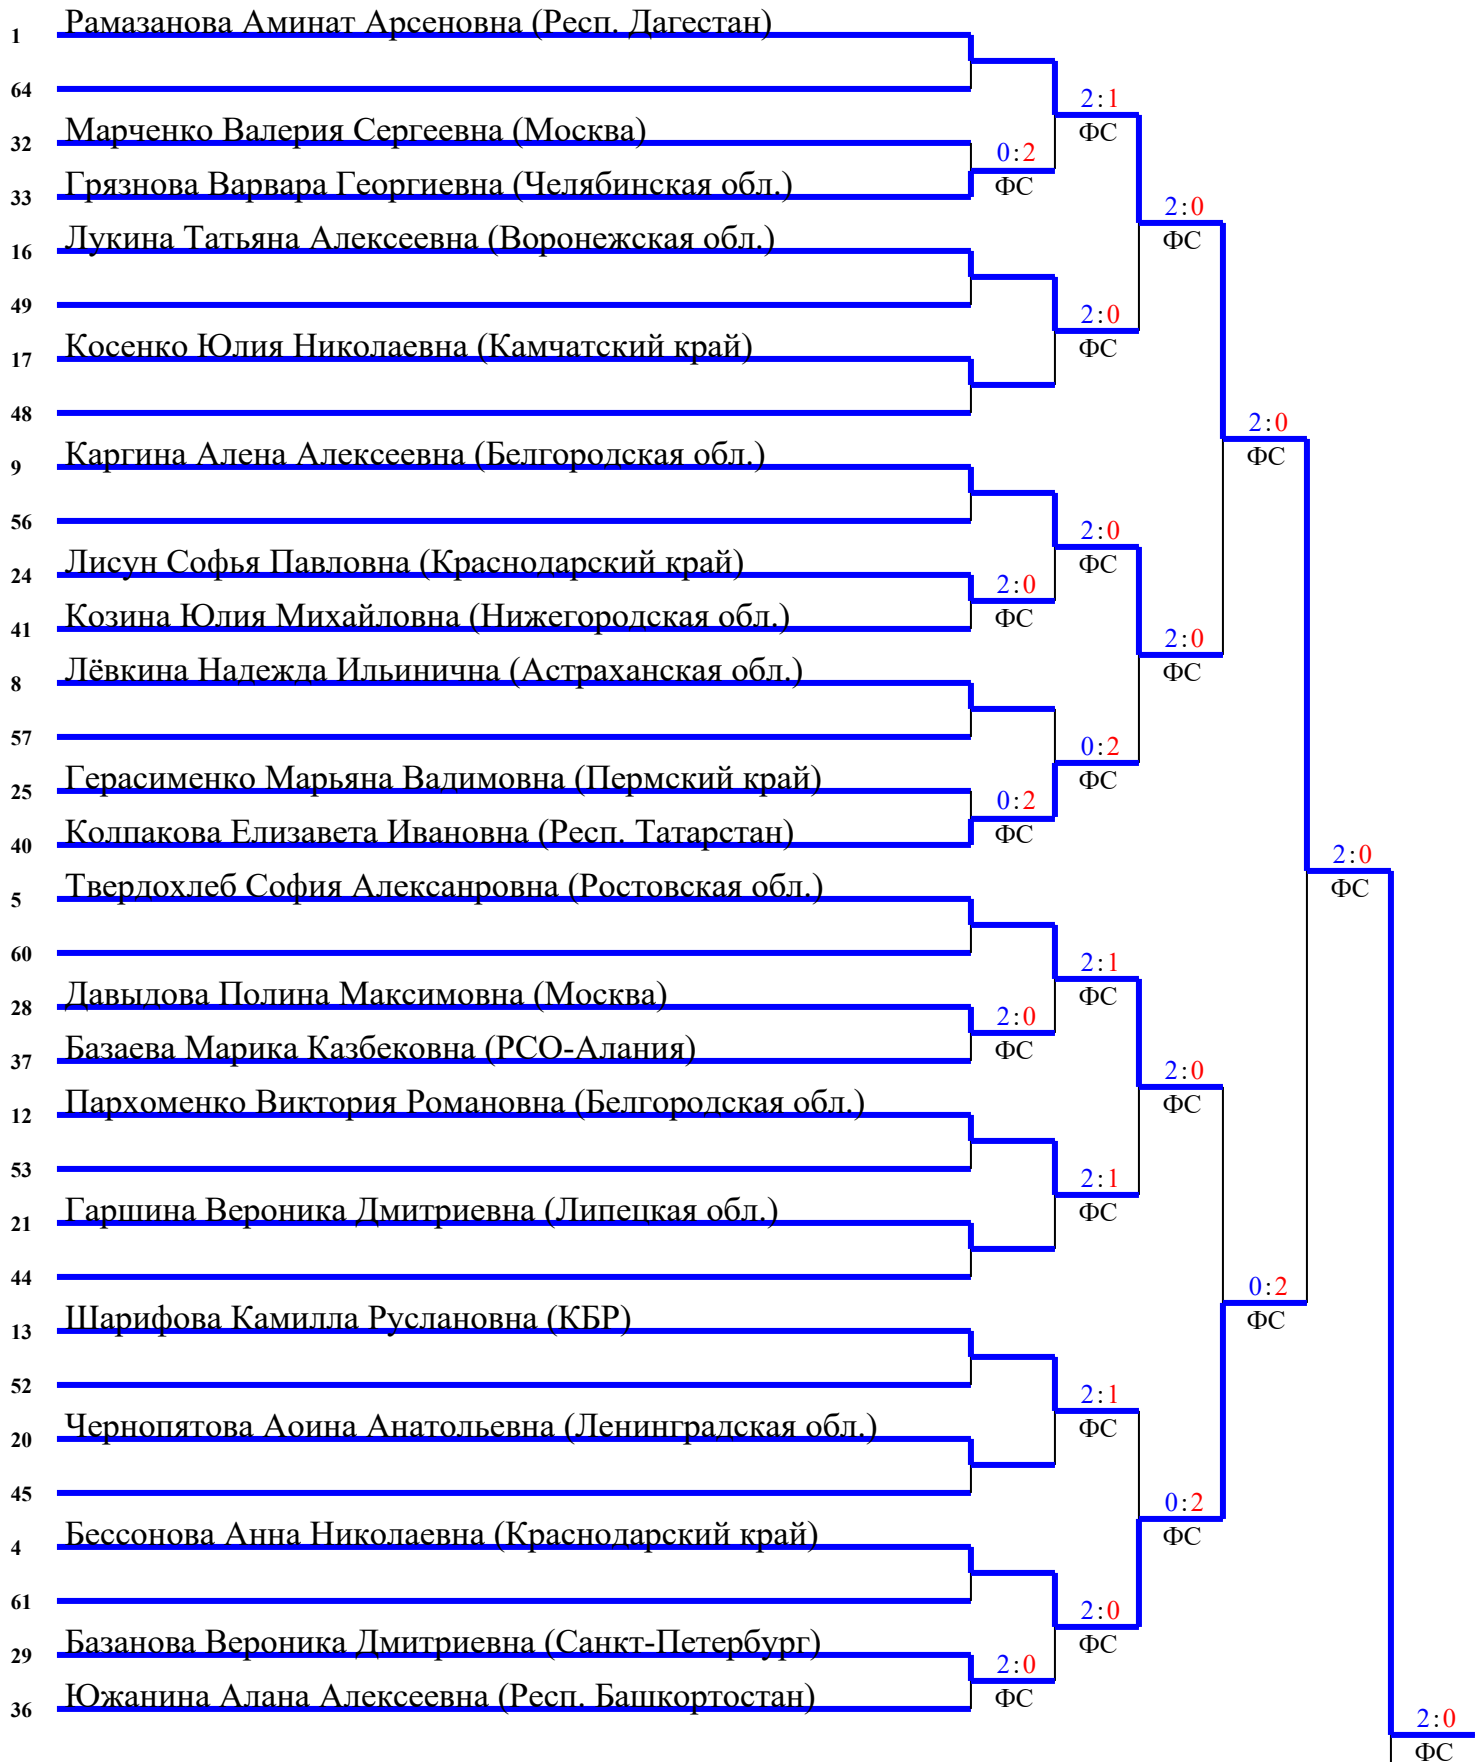 1 Рамазанова Аминат Арсеновна (Респ. Дагестан)
64
2:1
ФС
32 Марченко Валерия Сергеевна (Москва)
0:2
ФС
33 Грязнова Варвара Георгиевна (Челябинская обл.)
2:0
ФС
16 Лукина Татьяна Алексеевна (Воронежская обл.)
49
2:0
ФС
17 Косенко Юлия Николаевна (Камчатский край)
48
2:0
ФС
9 Каргина Алена Алексеевна (Белгородская обл.)
56
2:0
ФС
24 Лисун Софья Павловна (Краснодарский край)
2:0
ФС
41 Козина Юлия Михайловна (Нижегородская обл.)
2:0
ФС
8 Лёвкина Надежда Ильинична (Астраханская обл.)
57
0:2
ФС
25 Герасименко Марьяна Вадимовна (Пермский край)
0:2
ФС
40 Колпакова Елизавета Ивановна (Респ. Татарстан)
2:0
ФС
5 Твердохлеб София Алексанровна (Ростовская обл.)
60
2:1
ФС
28 Давыдова Полина Максимовна (Москва)
2:0
ФС
37 Базаева Марика Казбековна (РСО-Алания)
2:0
ФС
12 Пархоменко Виктория Романовна (Белгородская обл.)
53
2:1
ФС
21 Гаршина Вероника Дмитриевна (Липецкая обл.)
44
0:2
ФС
13 Шарифова Камилла Руслановна (КБР)
52
2:1
ФС
20 Чернопятова Аоина Анатольевна (Ленинградская обл.)
45
0:2
ФС
4 Бессонова Анна Николаевна (Краснодарский край)
61
2:0
ФС
29 Базанова Вероника Дмитриевна (Санкт-Петербург)
2:0
ФС
36 Южанина Алана Алексеевна (Респ. Башкортостан)
2:0
ФС